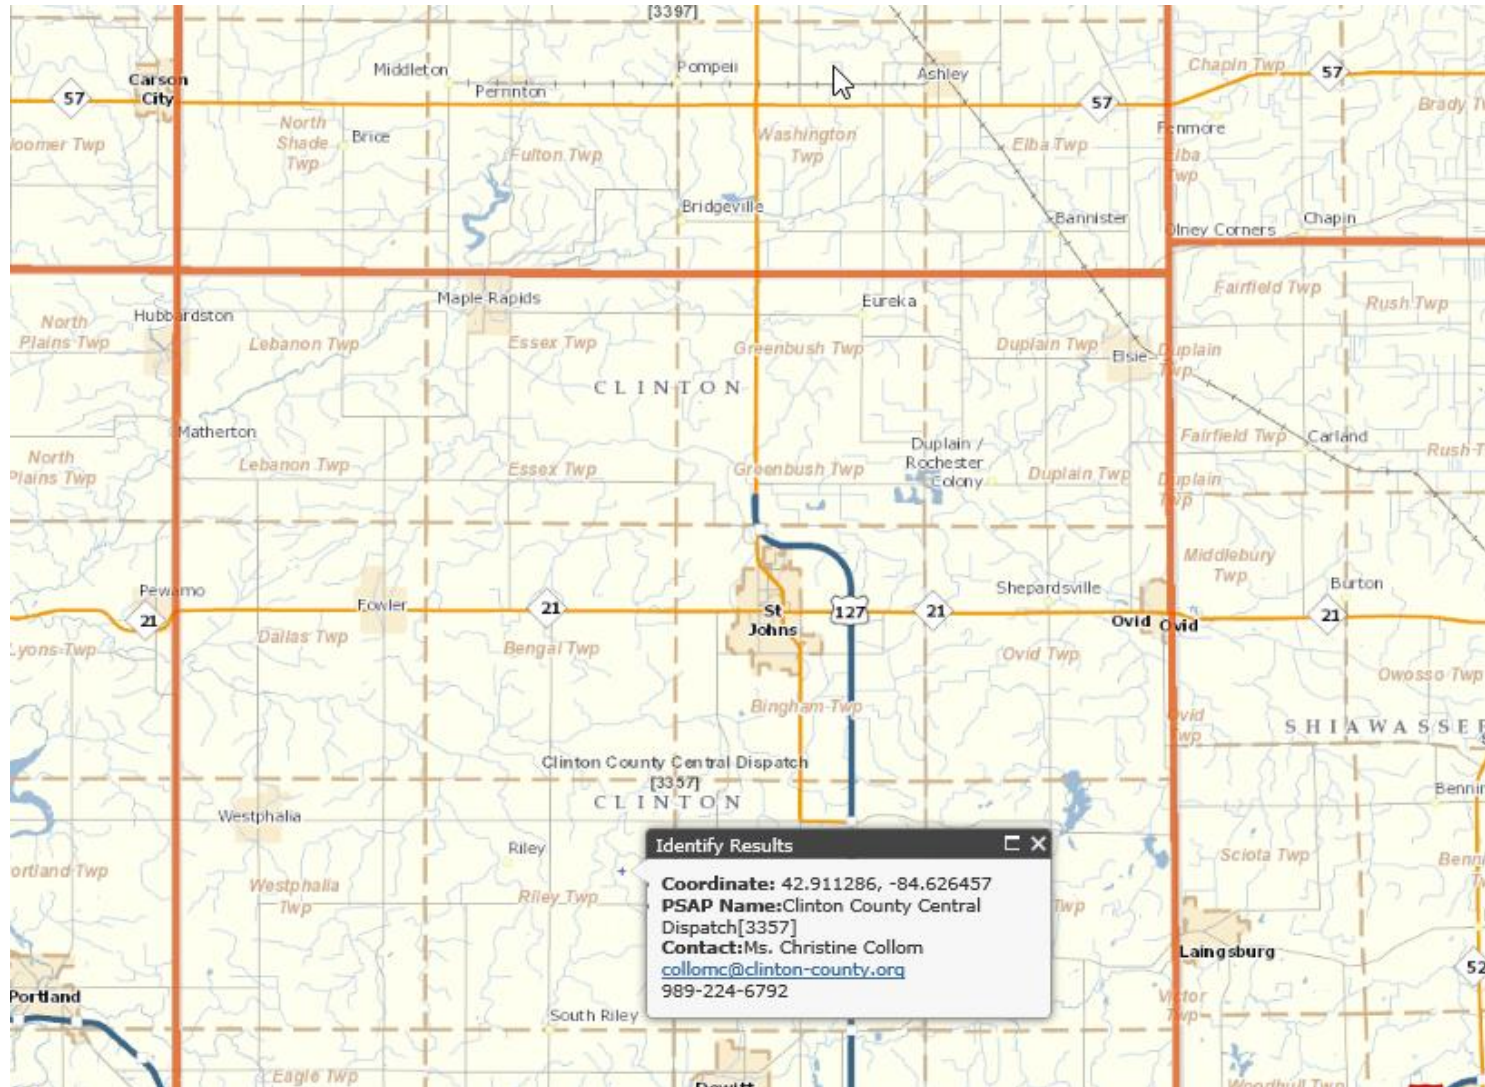 [3397]
Middleton
Pompeii
Ashley
Chapin Twp
57
Carson
City
57
Perrinton
57
Brady
North
Shade
Twp
Brice
Fulton Twp
Washington
Twp
Elba Twp
Fenmore
Elba
Twp
loomer Twp
Bridgeville
Bannister
Chapin
Olney Corners
Maple Rapids
Eureka
Fairfield Twp
Rush Twp
Hubbardston
North
Plains Twp
Lebanon Twp
Essex Twp
Greenbush Twp
Duplain Twp
Elsie
Duplain
Twp
CLINTON
Matherton
Duplain /
Rochester
Colony
Fairfield Twp
Carland
Rush T
North
Plains Twp
Lebanon Twp
Essex Twp
Greenbush Twp
Duplain Twp
Duplain
Twp
Middlebury
Twp
Pewamo
Fowler
21
21
St
Johns
127
21
Shepardsville
Ovid
Ovid
Burton
21
Lyons Twp
Dallas Twp
Bengal Twp
Ovid Twp
Owosso Twp
Bingham Twp
Ovid
Twp
SHIAWASSEE
Clinton County Central Dispatch
[3357]
CLINTON
Westphalia
Riley
Bennin
Westphalia
Twp
Riley Twp
ortland Twp
Sciota Twp
Benni
Tw
Identify Results
Coordinate: 42.911286, -84.626457
PSAP Name:Clinton County Central
Dispatch[3357]
Contact:Ms. Christine Collom
collomc@clinton-county.org
989-224-6792
Twp
Laingsburg
52
Portland
Victor
Twp
South Riley
Eagle Twp
Dewitt
Woodhull Twp